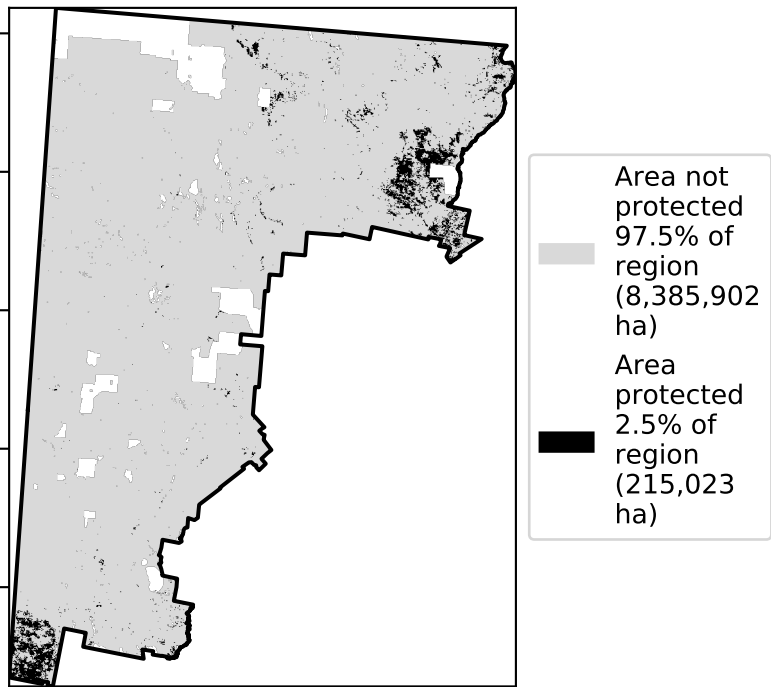 Area not
protected
97.5% of
region
(8,385,902
ha)
Area
protected
2.5% of
region
(215,023
ha)